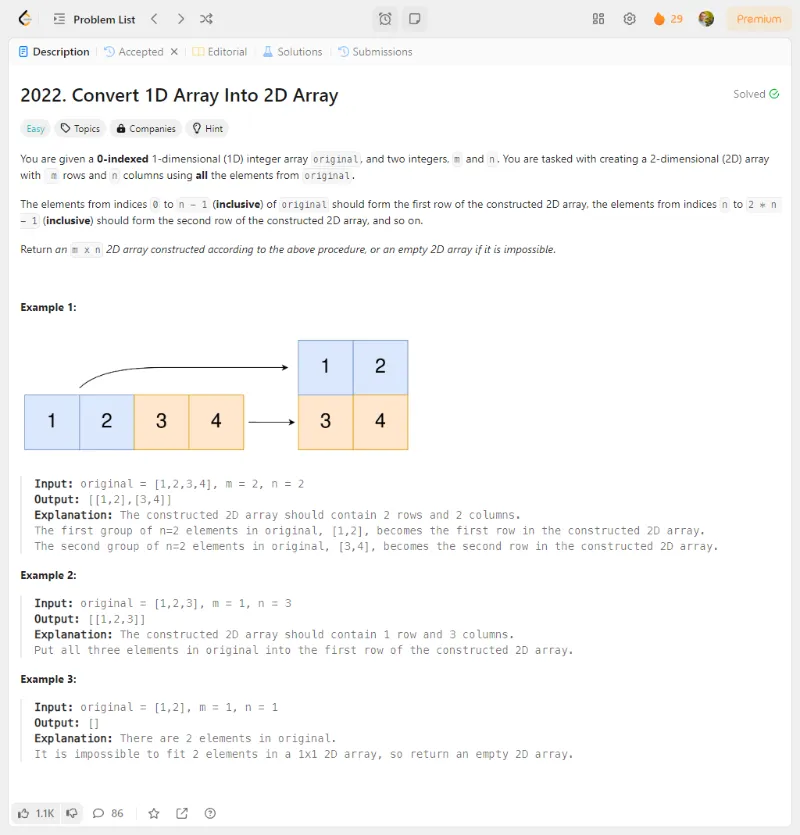 Problem List
29
Premium
Description
Accepted
Editorial
Solutions
Submissions
2022. Convert 1D Array Into 2D Array
Solved
Easy
Topics
Companies
Hint
You are given a 0-indexed 1-dimensional (1D) integer array original, and two integers, m and n. You are tasked with creating a 2-dimensional (2D) array
with m rows and n columns using all the elements from original.
The elements from indices 0 to n - 1 (inclusive) of original should form the first row of the constructed 2D array, the elements from indices n to 2 * n
- 1 (inclusive) should form the second row of the constructed 2D array, and so on.
Return an m x n 2D array constructed according to the above procedure, or an empty 2D array if it is impossible.
Example 1:
1 2
1 2 3 4
3 4
Input: original = [1,2,3,4], m = 2, n = 2
Output: [[1,2],[3,4]]
Explanation: The constructed 2D array should contain 2 rows and 2 columns.
The first group of n=2 elements in original, [1,2], becomes the first row in the constructed 2D array.
The second group of n=2 elements in original, [3,4], becomes the second row in the constructed 2D array.
Example 2:
Input: original = [1,2,3], m = 1, n = 3
Output: [[1,2,3]]
Explanation: The constructed 2D array should contain 1 row and 3 columns.
Put all three elements in original into the first row of the constructed 2D array.
Example 3:
Input: original = [1,2], m = 1, n = 1
Output: []
Explanation: There are 2 elements in original.
It is impossible to fit 2 elements in a 1x1 2D array, so return an empty 2D array.
1.1K
86